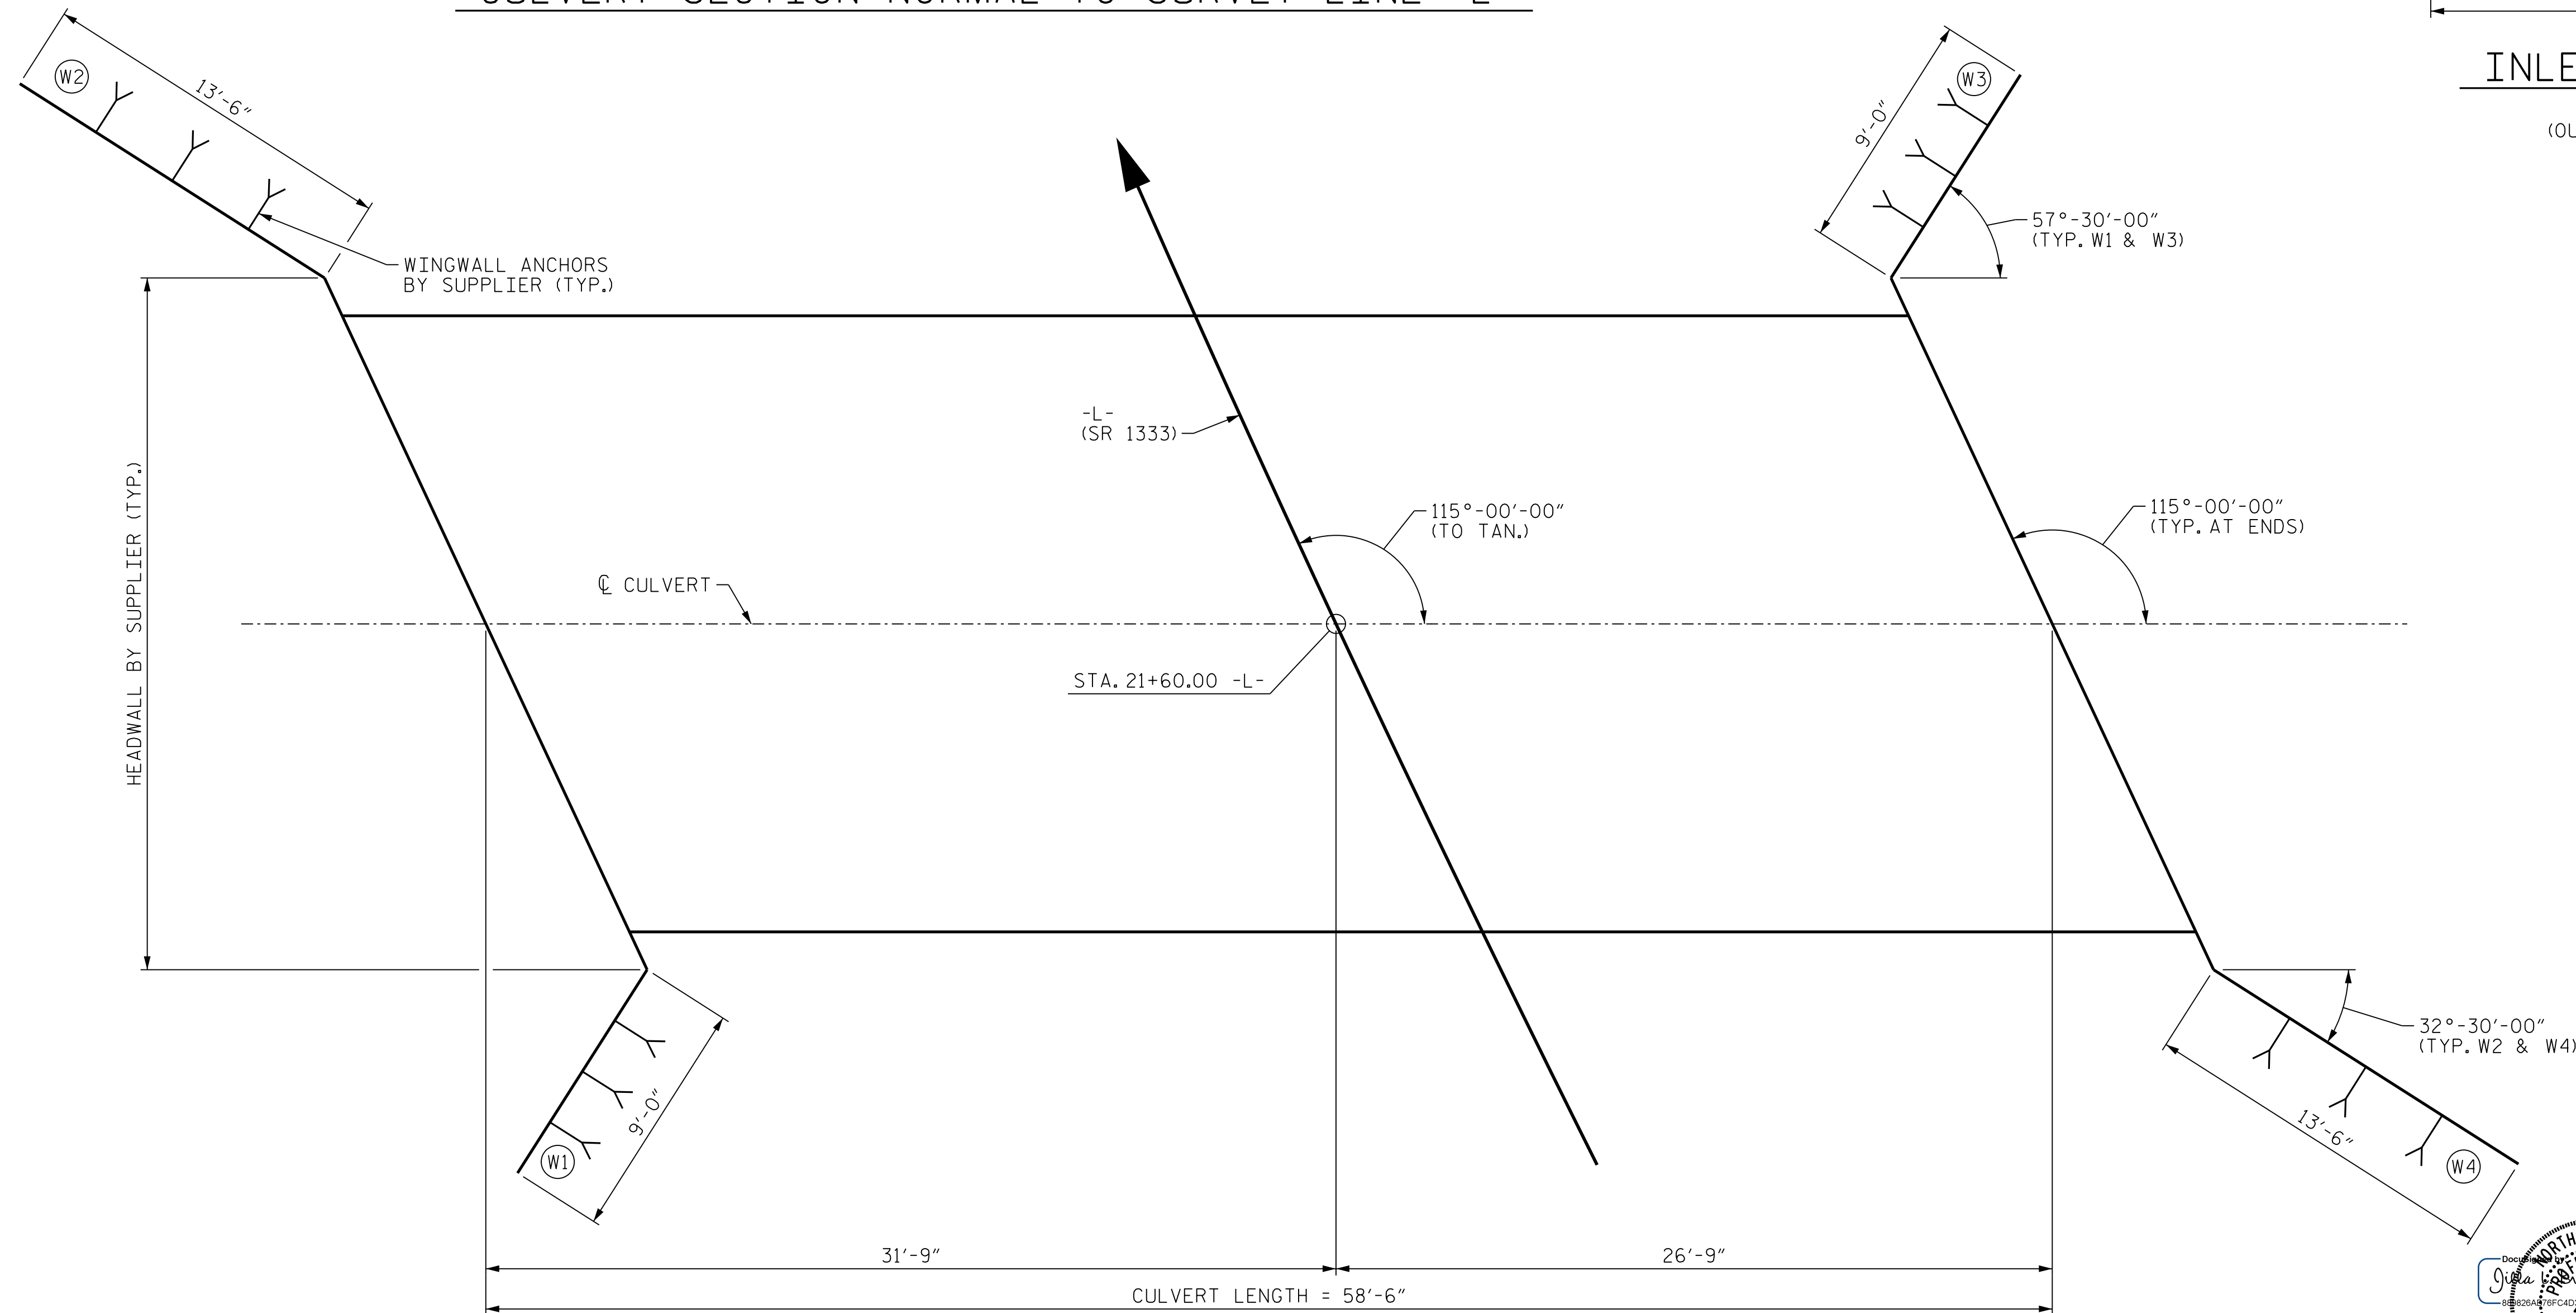 W2
13'-6"
W3
9'-0"
57°-30'-00"
(TYP. W1 & W3)
WINGWALL ANCHORS
BY SUPPLIER (TYP.)
-L-
(SR 1333)
115°-00'-00"
(TO TAN.)
115°-00'-00"
(TYP. AT ENDS)
HEADWALL BY SUPPLIER (TYP.)
℄ CULVERT
STA. 21+60.00 -L-
32°-30'-00"
(TYP. W2 & W4)
9'-0"
W1
13'-6"
W4
31'-9"
26'-9"
CULVERT LENGTH = 58'-6"